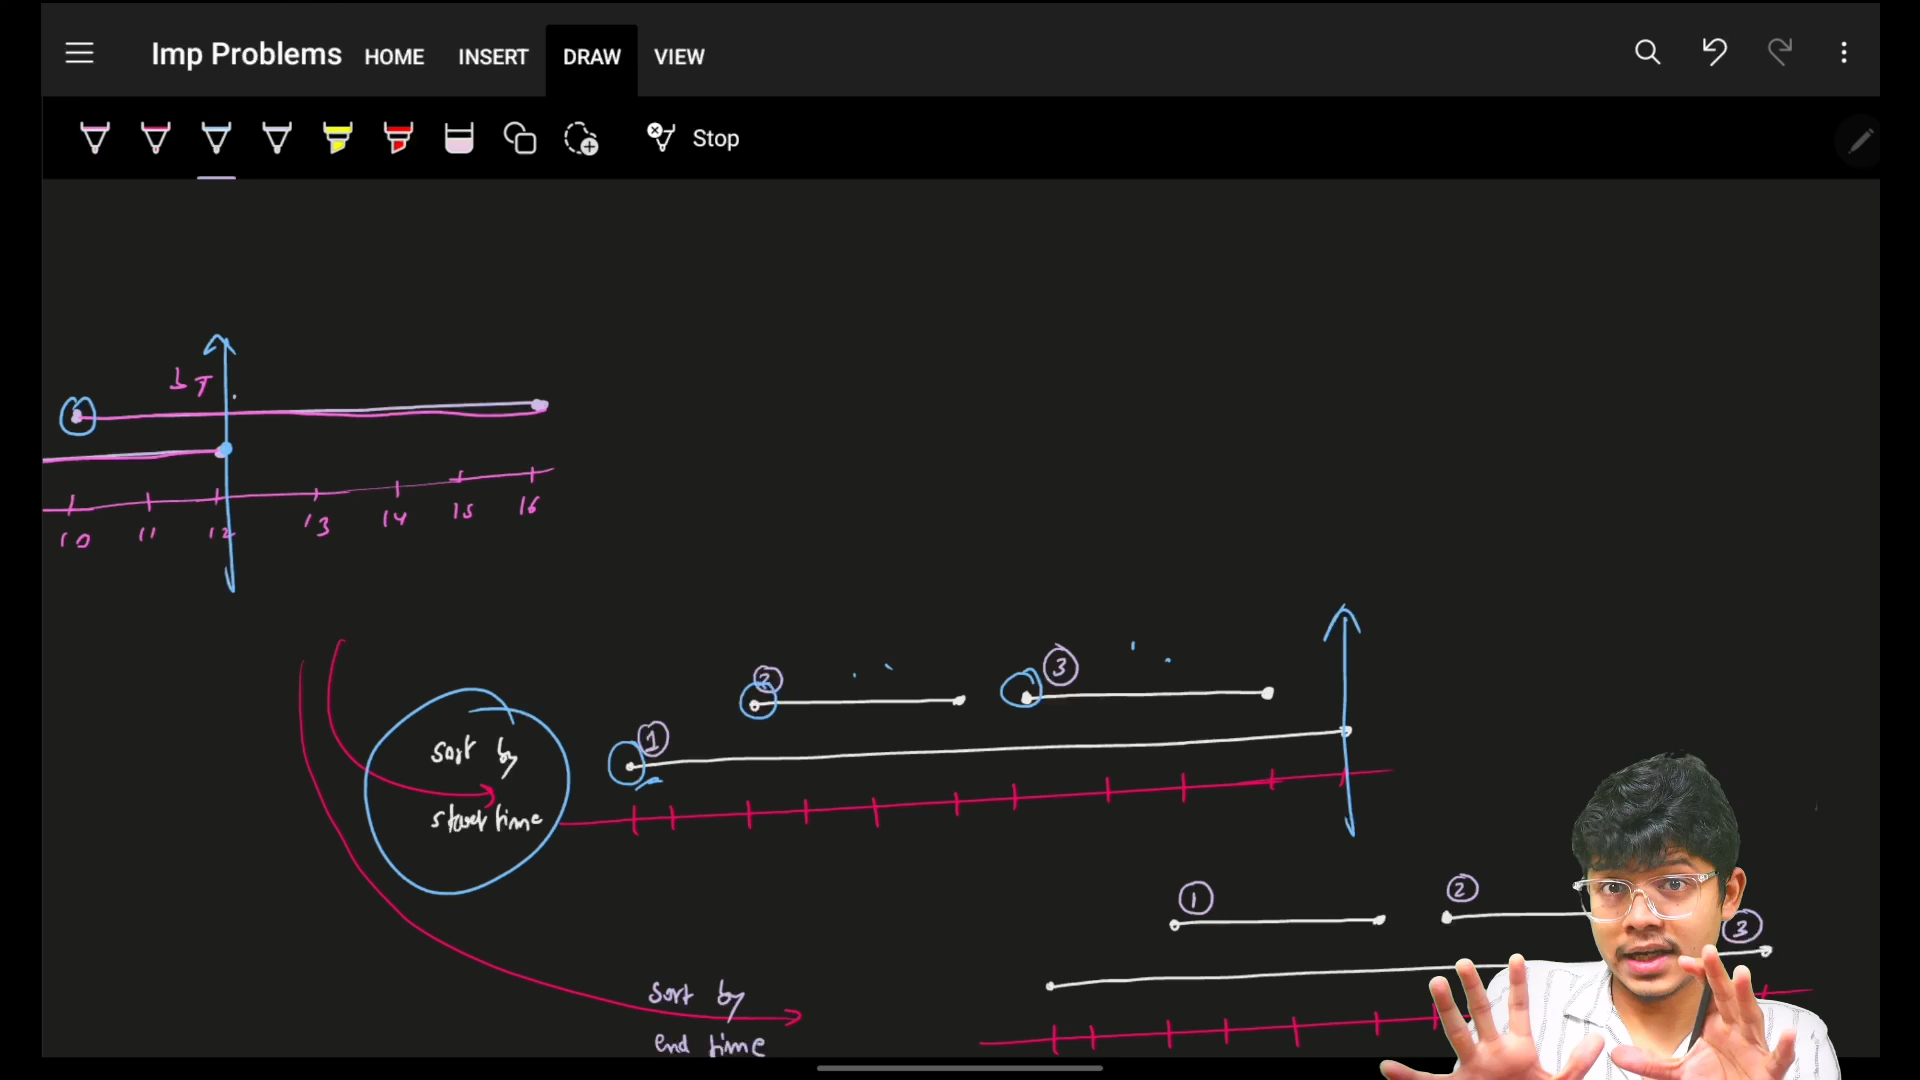 Imp Problems HOME INSERT DRAW VIEW
Stop
10 11 12 13 14 15 16
② ③
①
sort by
start time
① ②
③
sort by
end time